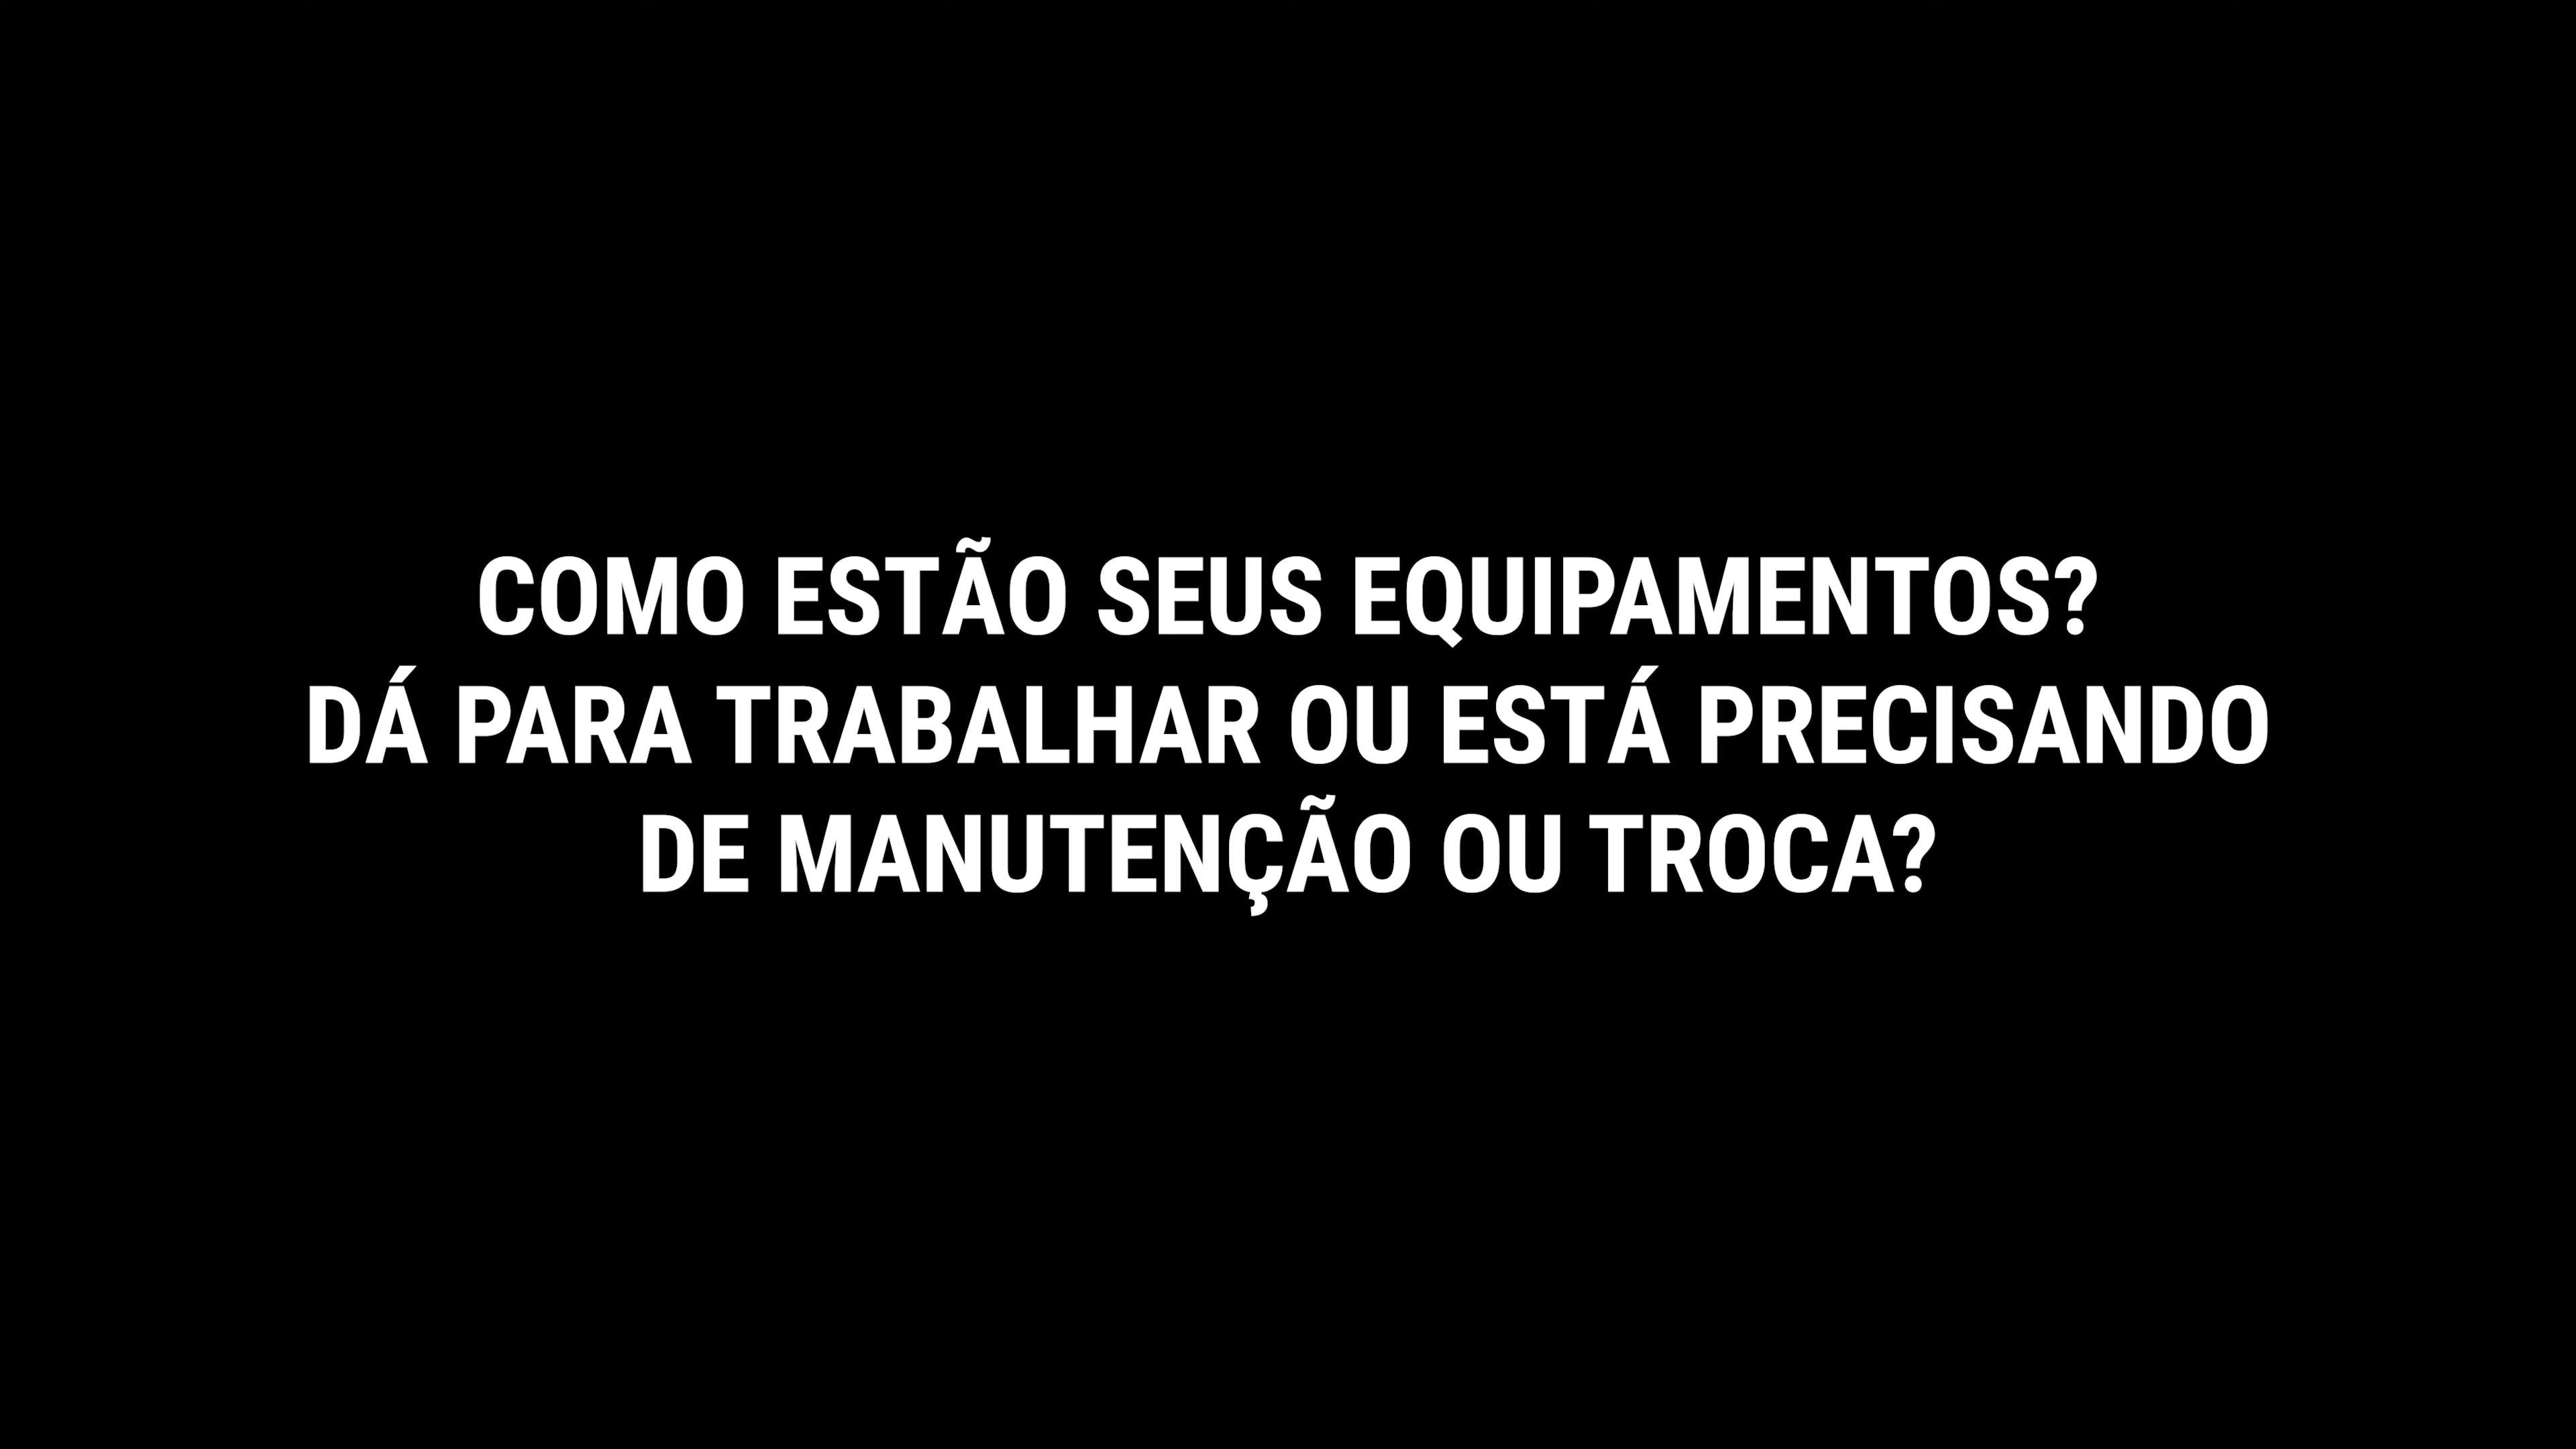 COMO ESTÃO SEUS EQUIPAMENTOS?
DÁ PARA TRABALHAR OU ESTÁ PRECISANDO
DE MANUTENÇÃO OU TROCA?